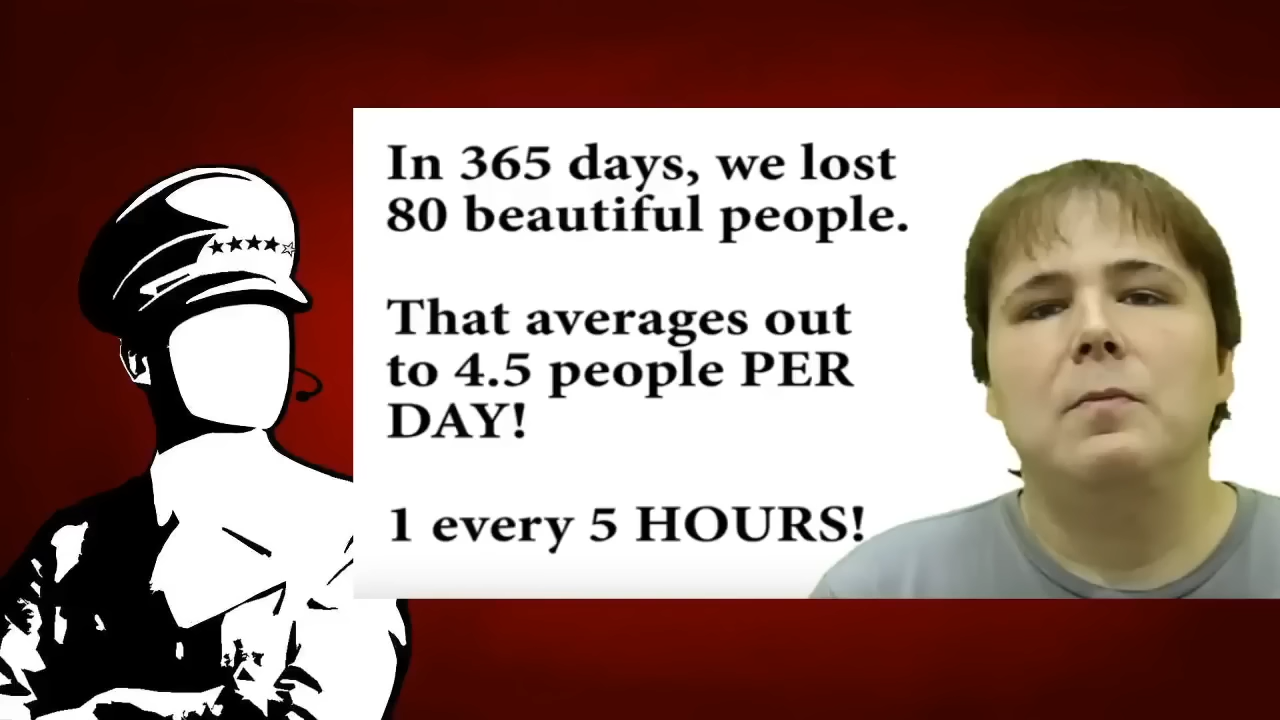 In 365 days, we lost
80 beautiful people.
That averages out
to 4.5 people PER
DAY!
1 every 5 HOURS!